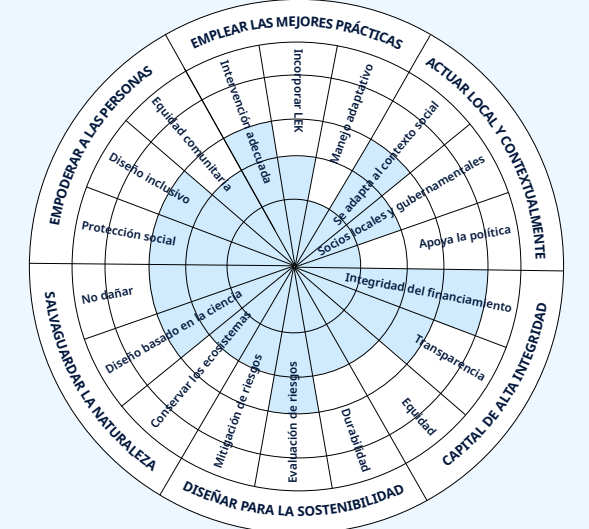 EMPLEAR LAS MEJORES PRÁCTICAS
Intervención adecuada
Incorporar LEK
Manejo adaptativo
ACTUAR LOCAL Y CONTEXTUALMENTE
Se adapta al contexto social
Socios locales y gubernamentales
Apoya la política
CAPITAL DE ALTA INTEGRIDAD
Integridad del financiamiento
Transparencia
Equidad
DISEÑAR PARA LA SOSTENIBILIDAD
Durabilidad
Evaluación de riesgos
Mitigación de riesgos
SALVAGUARDAR LA NATURALEZA
Conservar los ecosistemas
Diseño basado en la ciencia
No dañar
EMPODERAR A LAS PERSONAS
Protección social
Diseño inclusivo
Equidad comunitaria